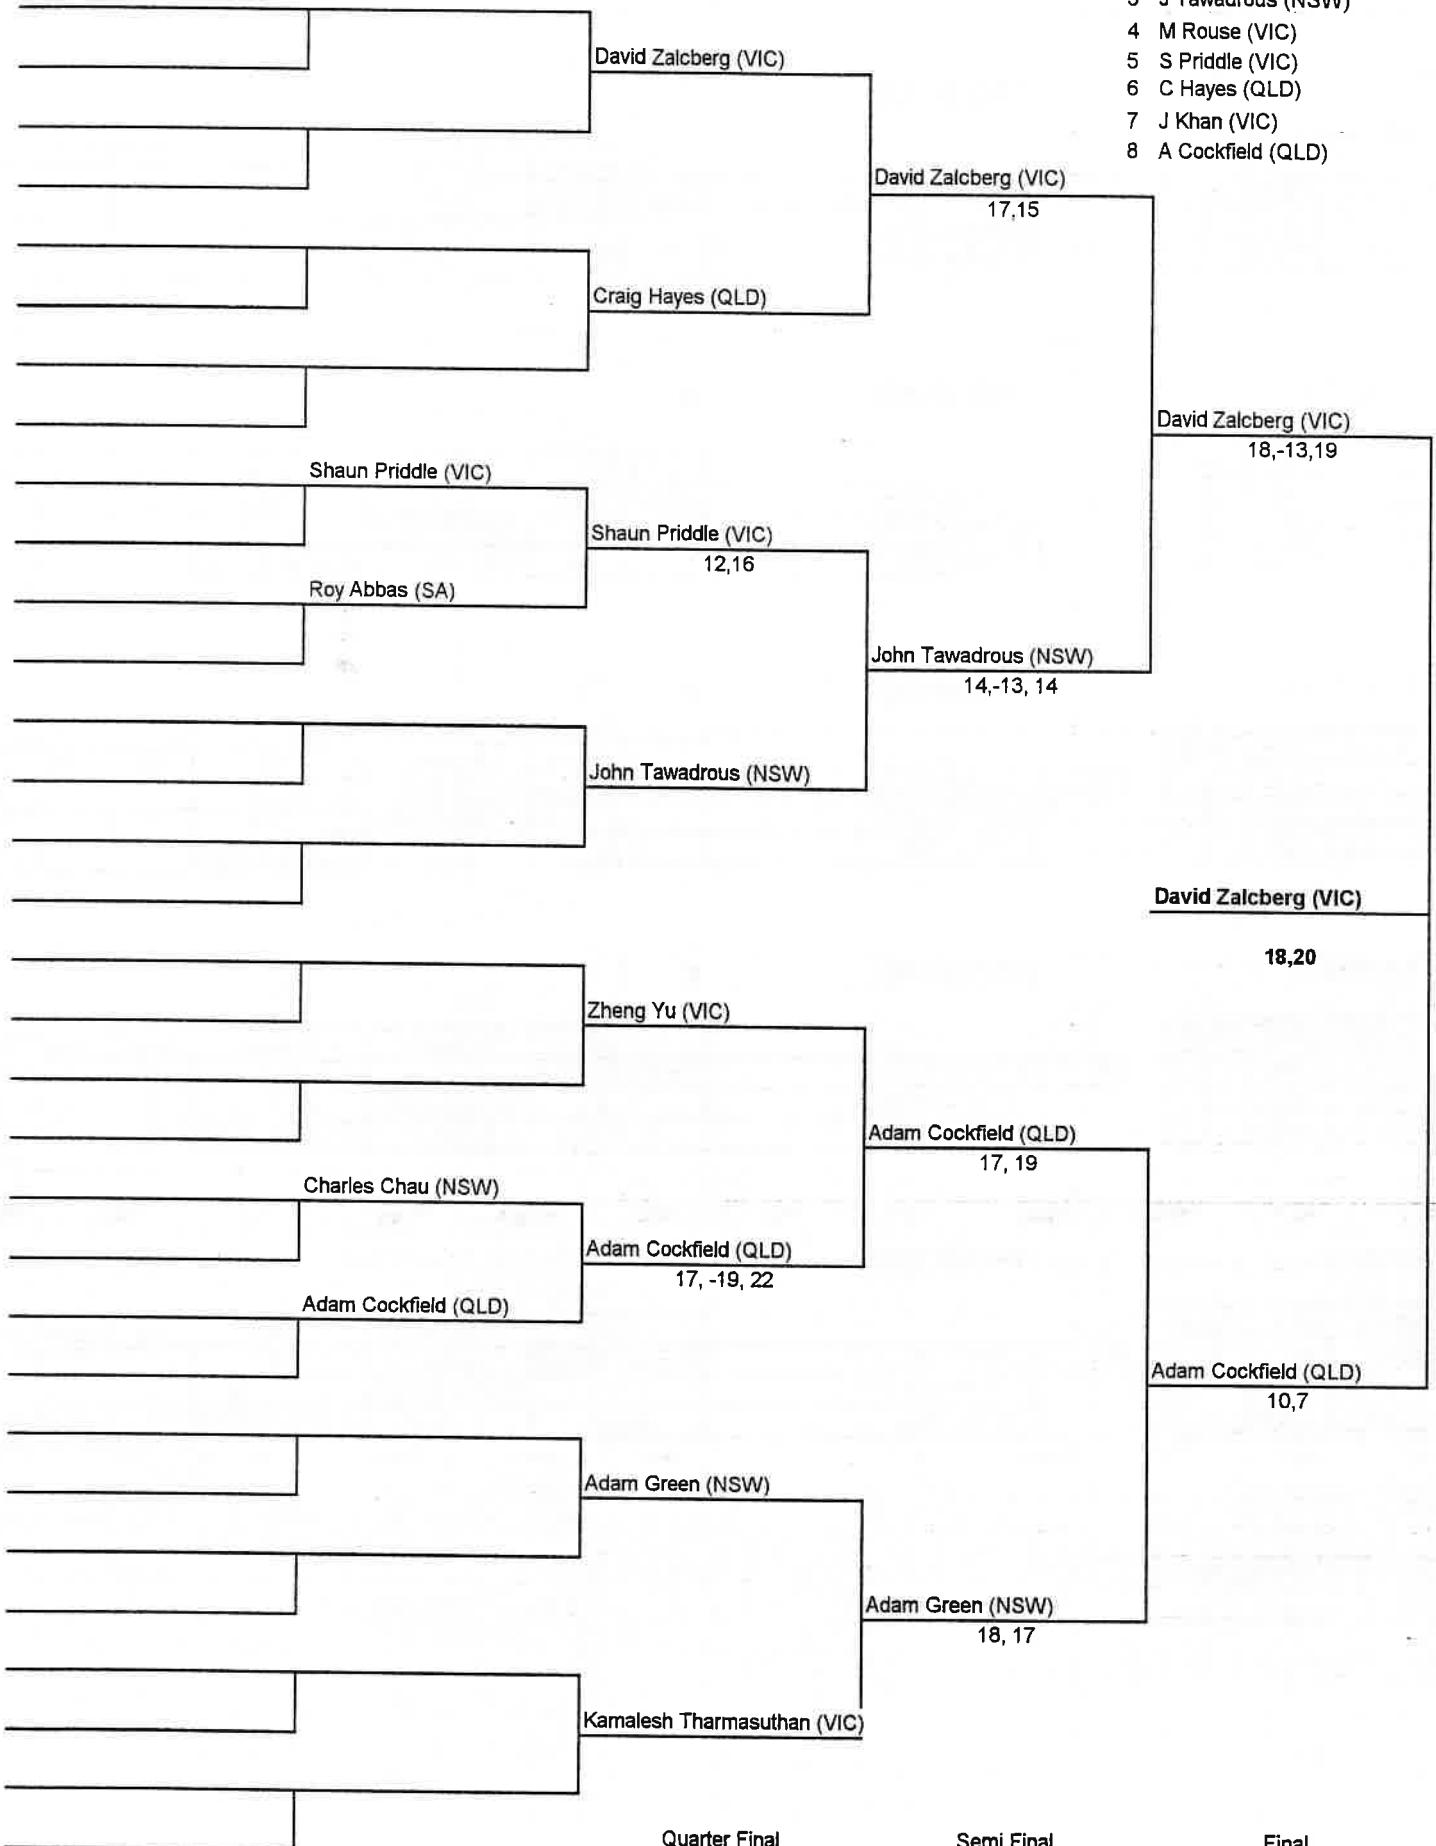 3 J Tawadrous (NSW)
4 M Rouse (VIC)
5 S Priddle (VIC)
6 C Hayes (QLD)
7 J Khan (VIC)
8 A Cockfield (QLD)
David Zalcberg (VIC)
David Zalcberg (VIC)
17,15
Craig Hayes (QLD)
David Zalcberg (VIC)
18,-13,19
Shaun Priddle (VIC)
Shaun Priddle (VIC)
12,16
Roy Abbas (SA)
John Tawadrous (NSW)
14,-13, 14
John Tawadrous (NSW)
David Zalcberg (VIC)
18,20
Zheng Yu (VIC)
Adam Cockfield (QLD)
17, 19
Charles Chau (NSW)
Adam Cockfield (QLD)
17, -19, 22
Adam Cockfield (QLD)
Adam Cockfield (QLD)
10,7
Adam Green (NSW)
Adam Green (NSW)
18, 17
Kamalesh Tharmasuthan (VIC)
Quarter Final Semi Final Final